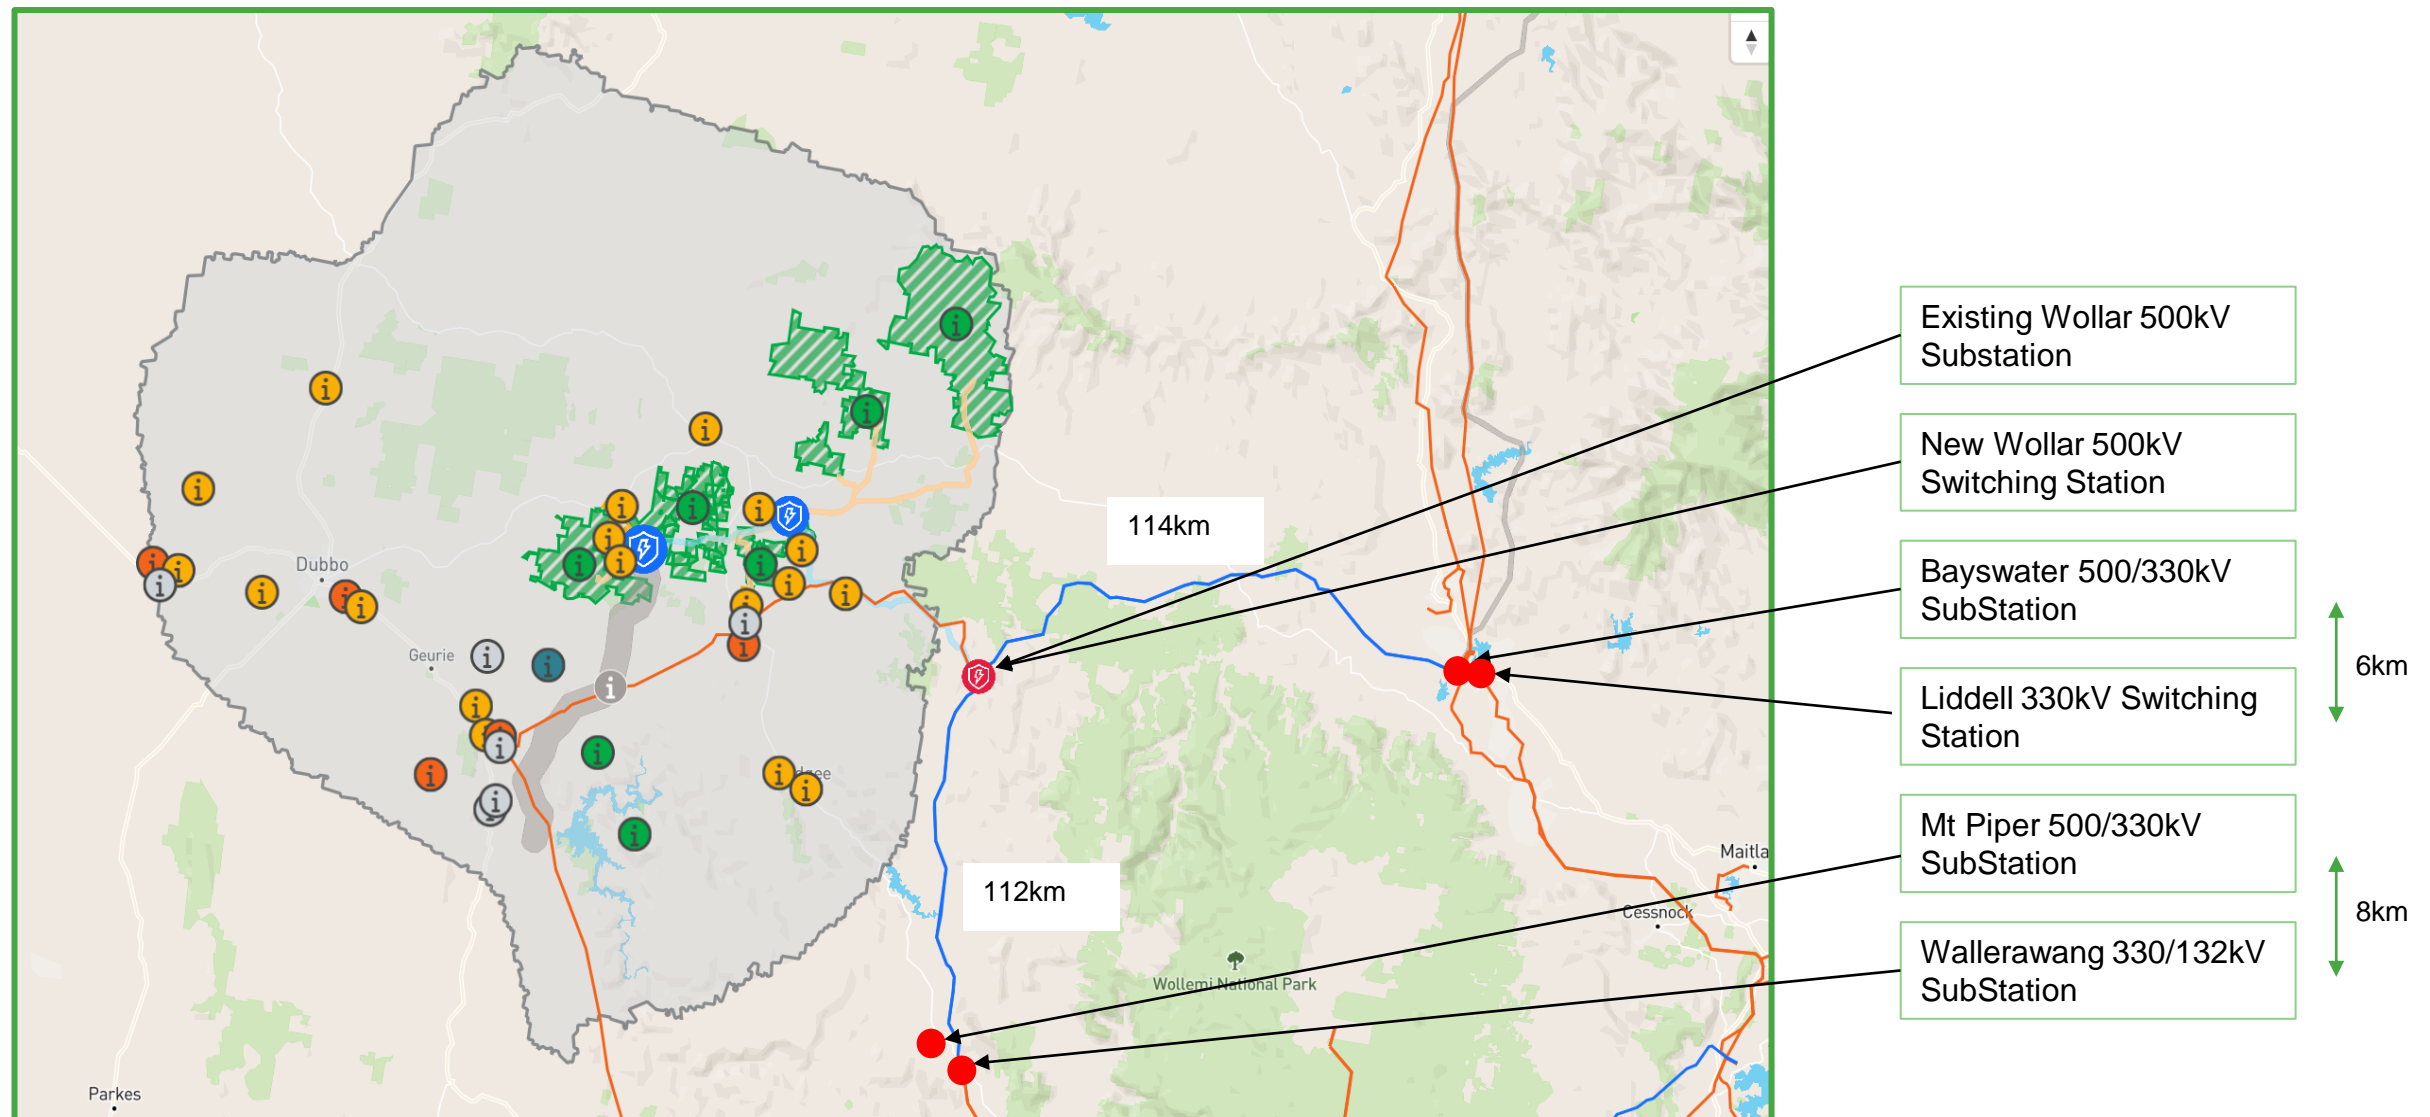 Existing Wollar 500kV
Substation
New Wollar 500kV
Switching Station
114km
Bayswater 500/330kV
SubStation
Dubbo
Geurie
6km
Liddell 330kV Switching
Station
Mt Piper 500/330kV
SubStation
Maitla
112km
Cessnock
8km
Wallerawang 330/132kV
SubStation
Wollemi National Park
Parkes